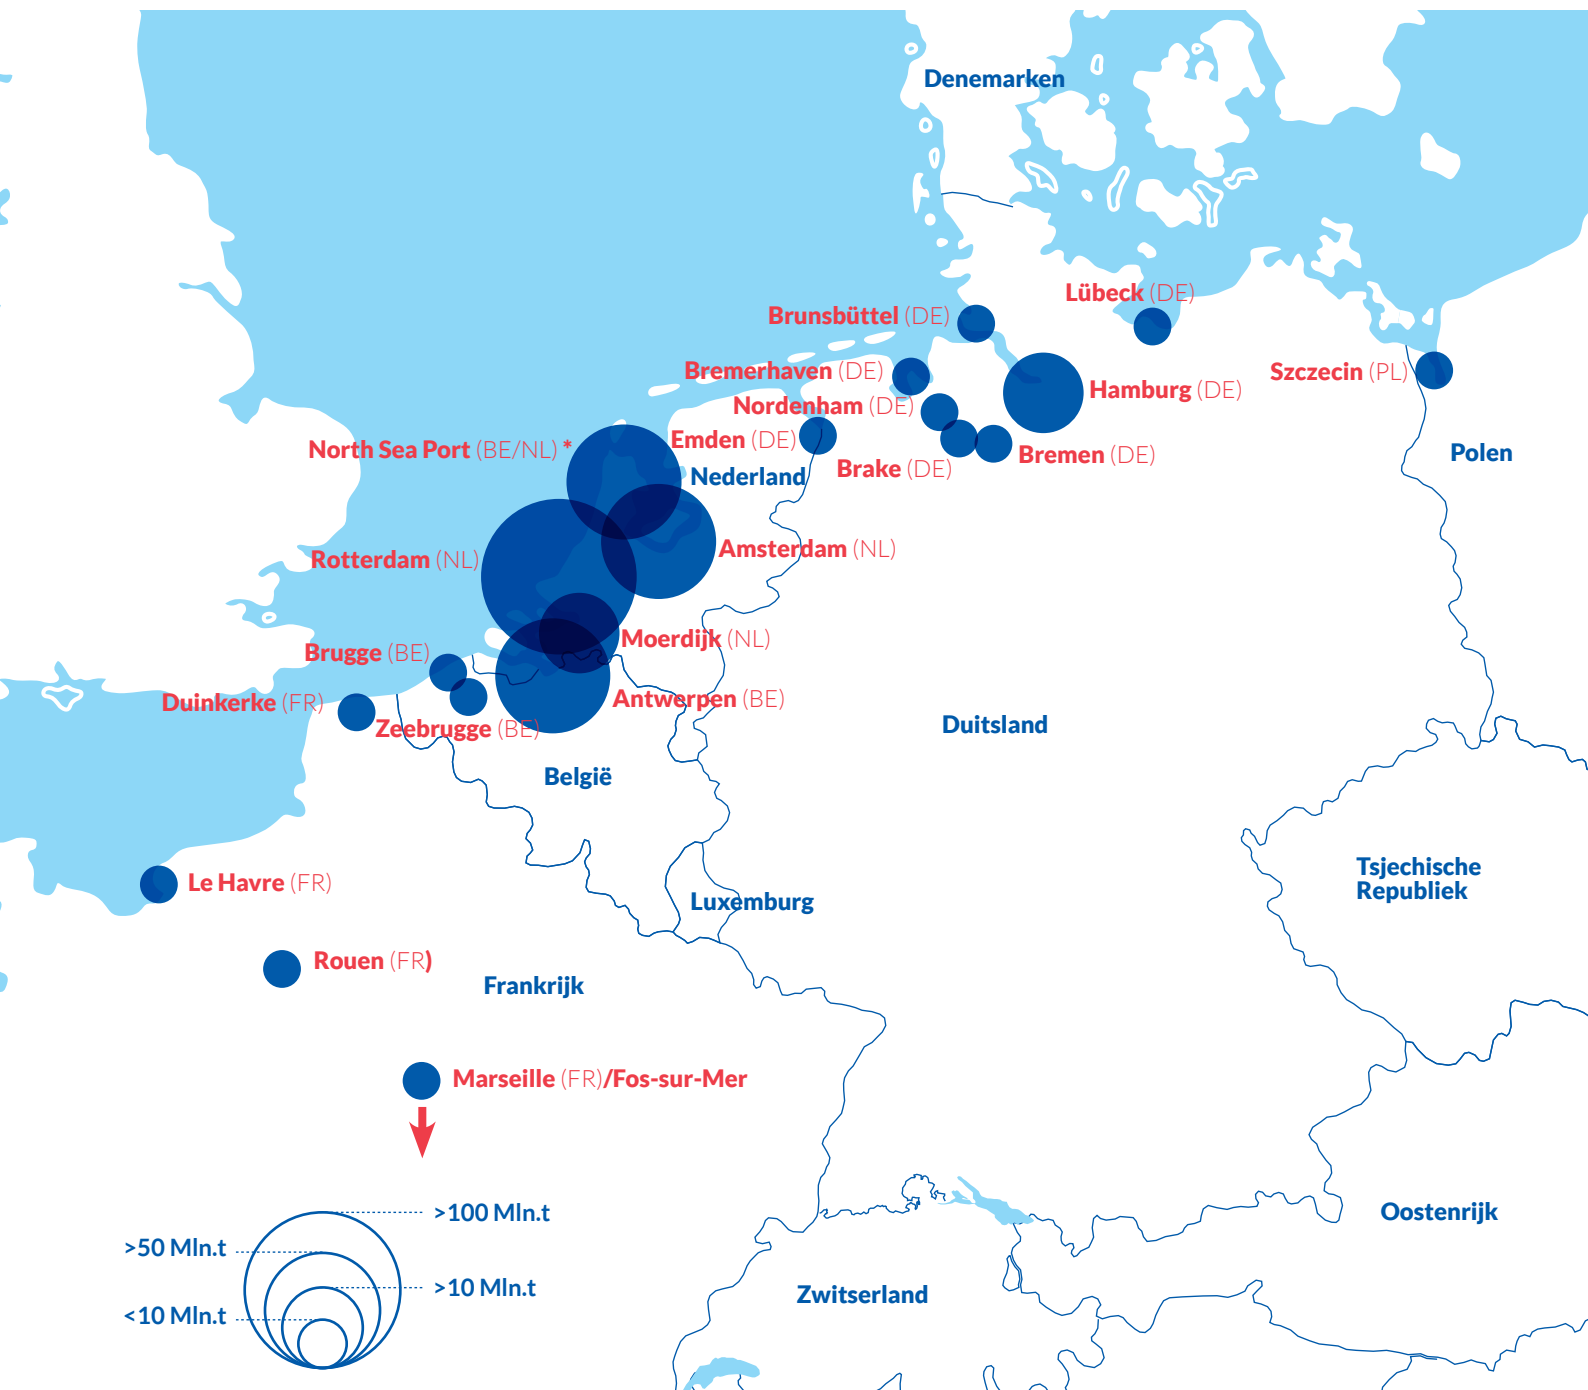 Denemarken
Lübeck (DE)
Brunsbüttel (DE)
Bremerhaven (DE)
Szczecin (PL)
Hamburg (DE)
Nordenham (DE)
Emden (DE)
North Sea Port (BE/NL) *
Bremen (DE)
Polen
Brake (DE)
Nederland
Amsterdam (NL)
Rotterdam (NL)
Moerdijk (NL)
Brugge (BE)
Antwerpen (BE)
Duinkerke (FR)
Zeebrugge (BE)
Duitsland
België
Tsjechische
Republiek
Le Havre (FR)
Luxemburg
Rouen (FR)
Frankrijk
Marseille (FR)/Fos-sur-Mer
>100 Mln.t
Oostenrijk
>50 Mln.t
>10 Mln.t
Zwitserland
<10 Mln.t